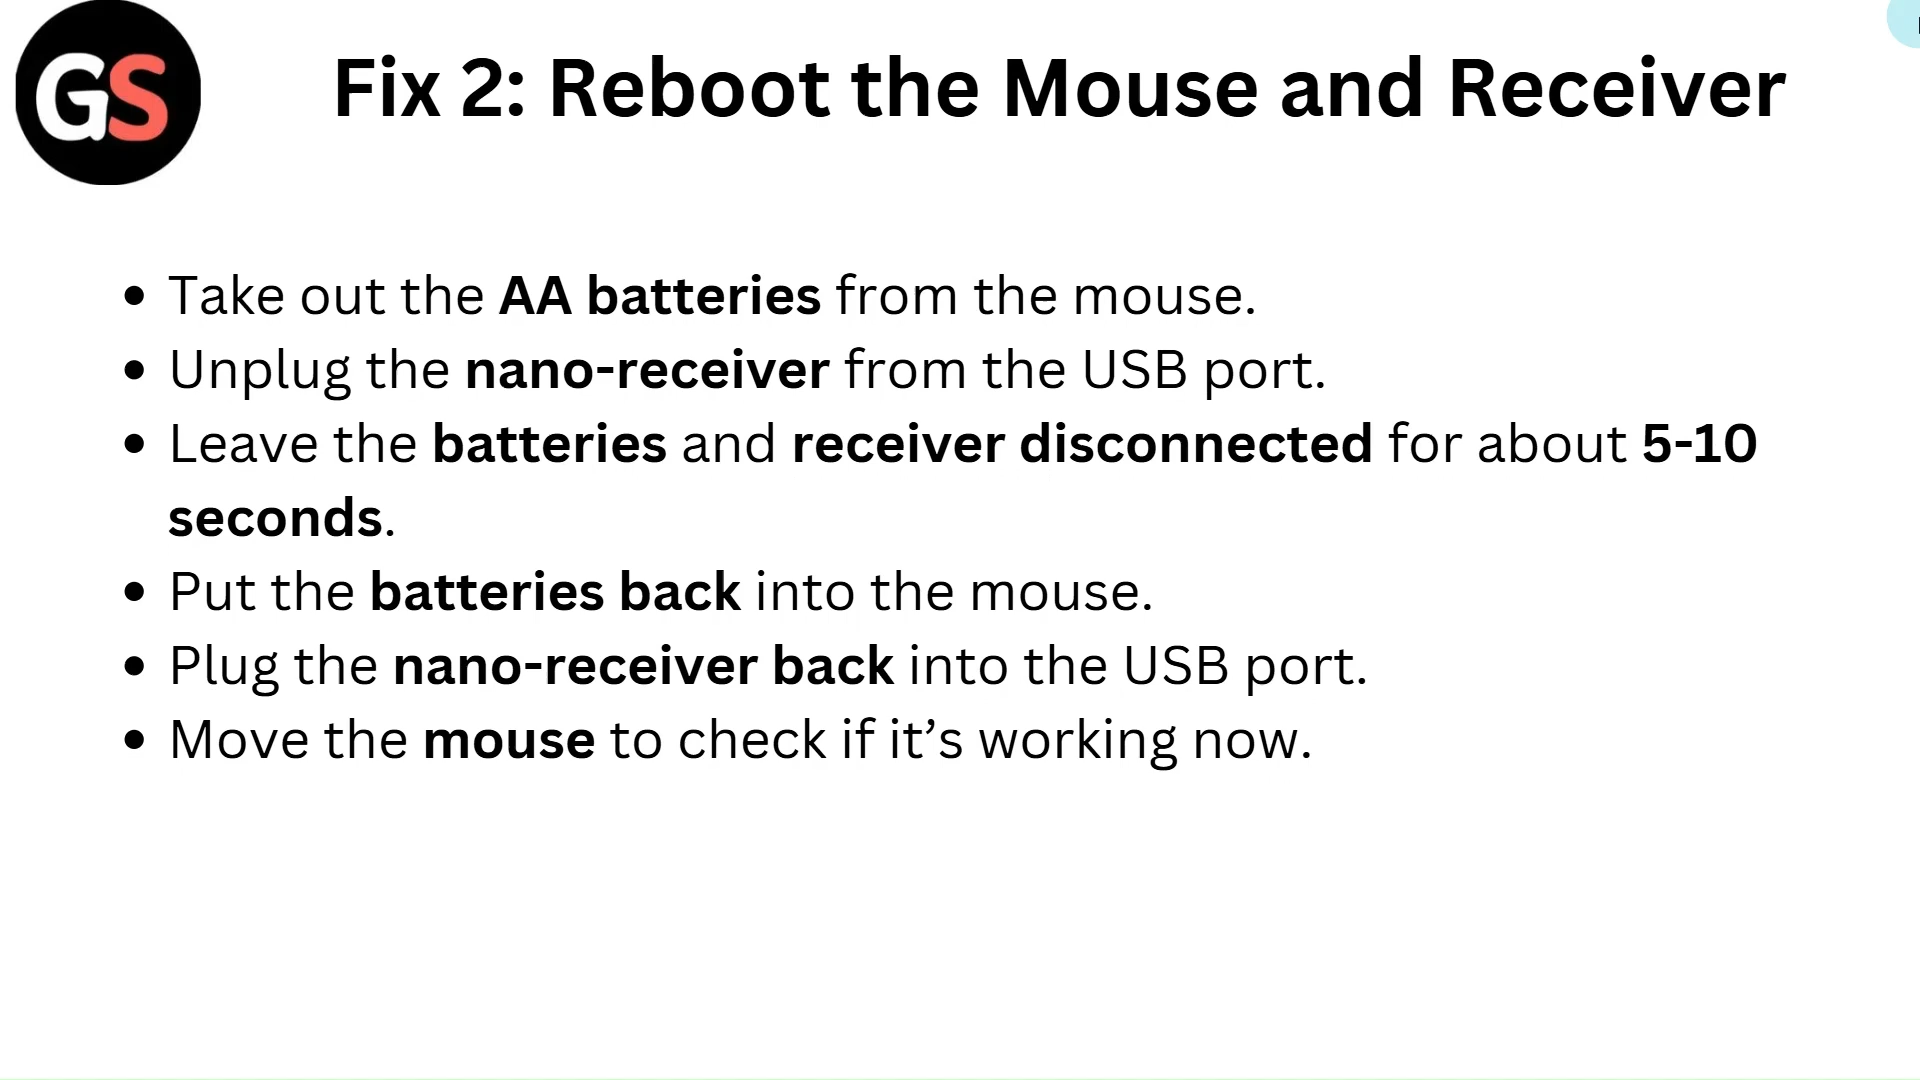 GS
Fix 2: Reboot the Mouse and Receiver
• Take out the AA batteries from the mouse.
• Unplug the nano-receiver from the USB port.
• Leave the batteries and receiver disconnected for about 5-10
seconds.
• Put the batteries back into the mouse.
• Plug the nano-receiver back into the USB port.
• Move the mouse to check if it’s working now.